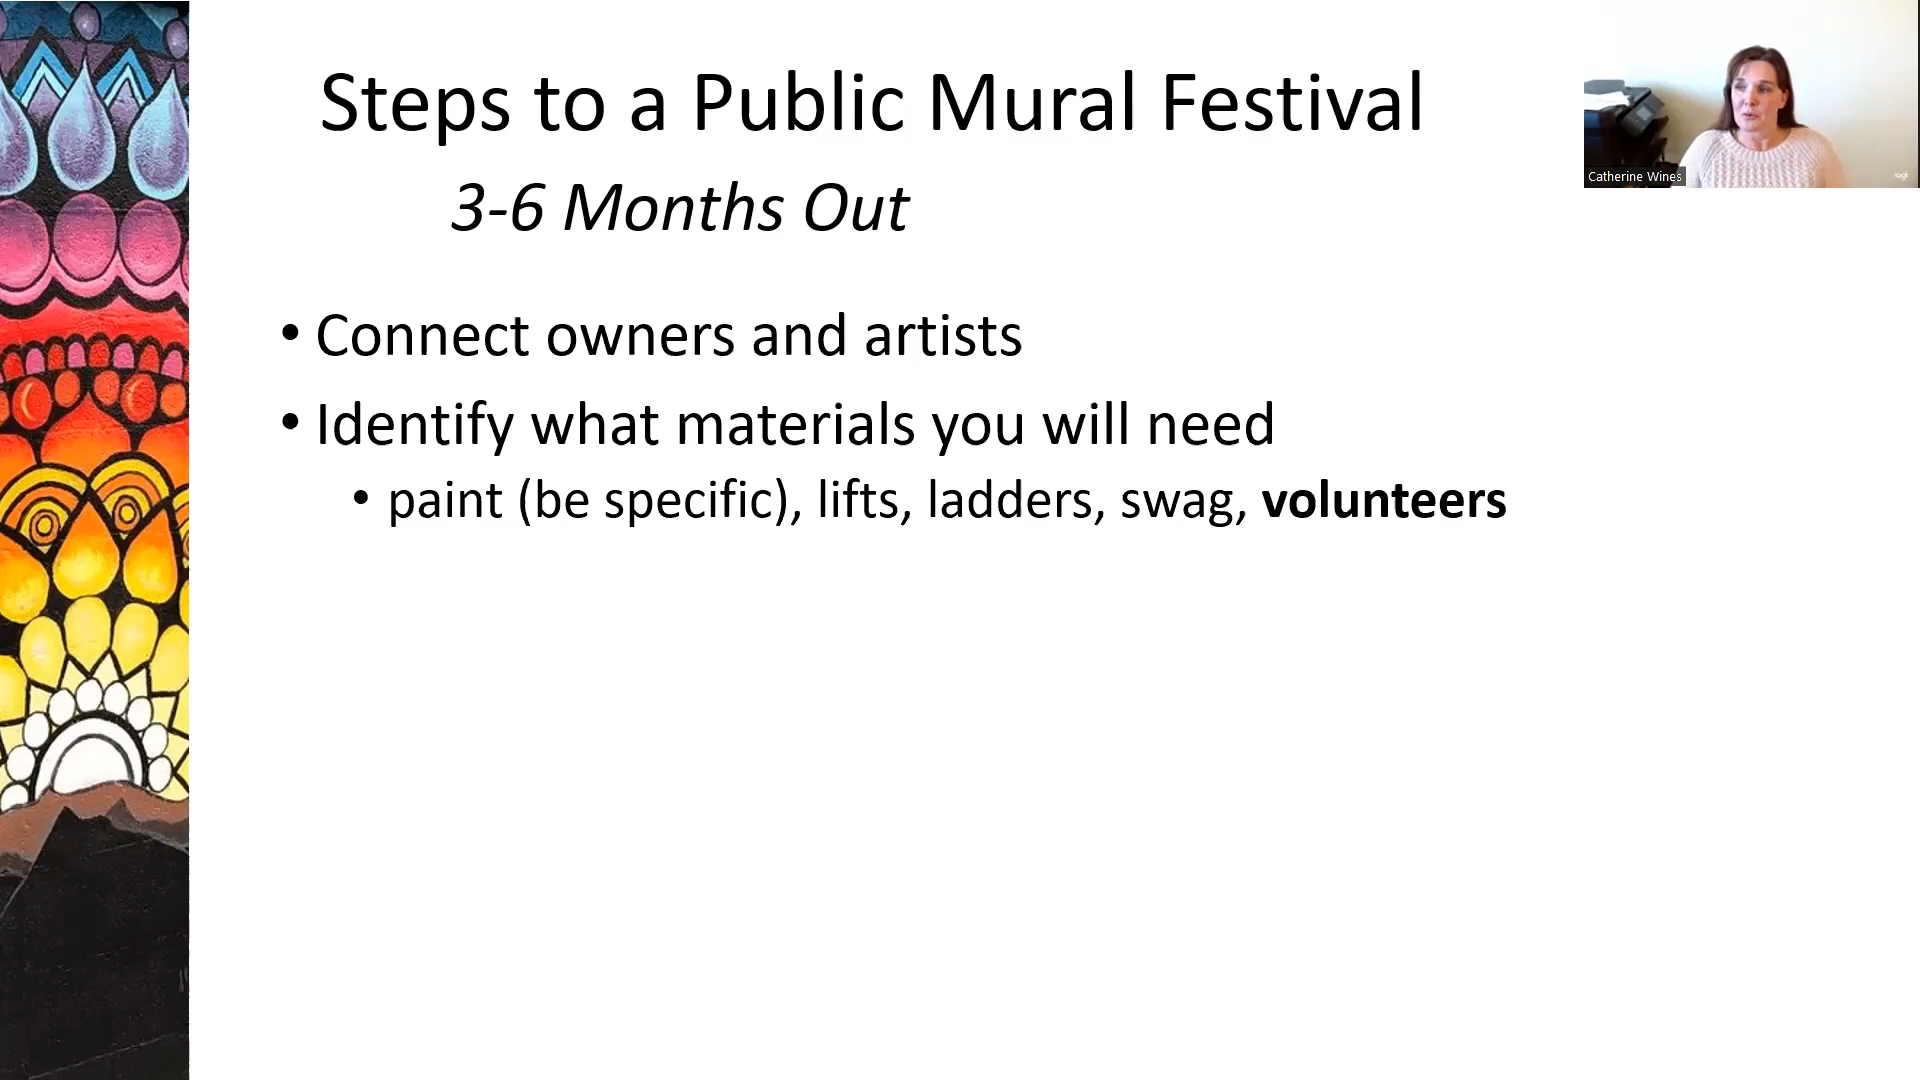 Steps to a Public Mural Festival
3-6 Months Out
• Connect owners and artists
• Identify what materials you will need
• paint (be specific), lifts, ladders, swag, volunteers
Catherine Wines
logi